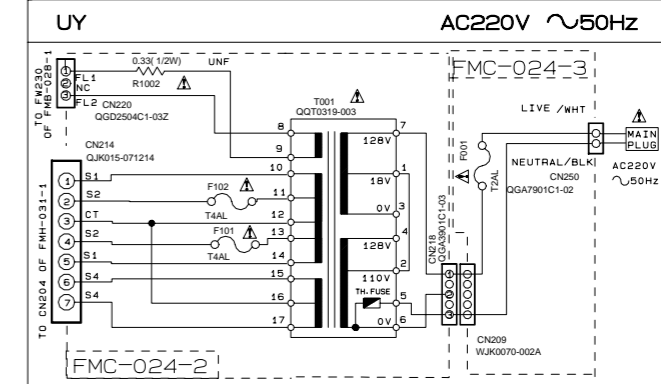 UY
AC220V ～50Hz
TO FW230
OF FMB-028-1
1
2
3
FL1
NC
FL2
0.33( 1/2W)
UNF
R1002
CN220
QGD2504C1-03Z
CN214
QJK015-071214
TO CN204 OF FMH-031-1
1
2
3
4
5
6
7
S1
S2
CT
S2
S1
S4
S4
F102
T4AL
F101
T4AL
T001
QQT0319-003
8
9
10
11
12
13
14
15
16
17
128V
18V
0V
128V
110V
TH.FUSE
0V
7
1
3
4
2
5
6
CN218
QGA3901C1-03
1
2
3
CN209
WJK0070-002A
FMC-024-3
F001
T2AL
LIVE /WHT
NEUTRAL/BLK
CN250
QGA7901C1-02
MAIN
PLUG
AC220V
～50Hz
FMC-024-2